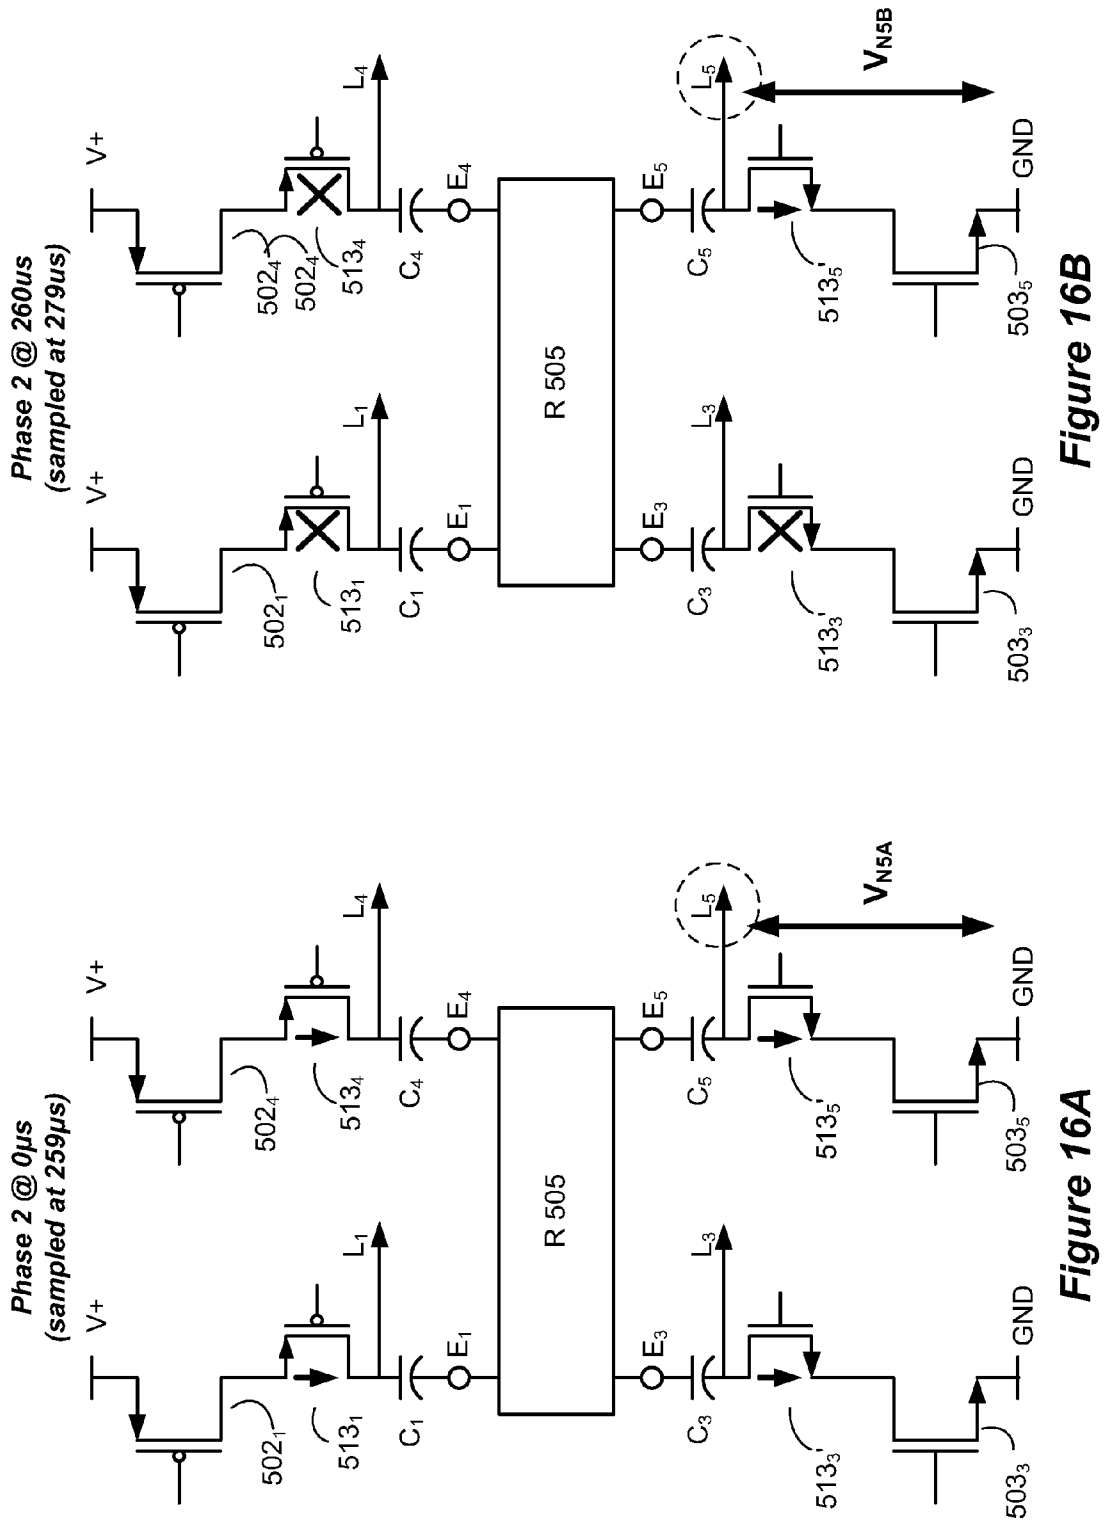 Phase 2 @ 0µs
(sampled at 259µs)
V+
V+
502₁
502₄
513₁
513₄
L₁
L₄
C₁
C₄
E₁
E₄
R 505
E₃
E₅
C₃
C₅
L₃
L₅
513₃'
513₅'
V_N5A
503₃
503₅
GND
GND
Figure 16A
Phase 2 @ 260us
(sampled at 279us)
V+
V+
502₁
502₄
502₄
513₁
513₄
L₁
L₄
C₁
C₄
E₁
E₄
R 505
E₃
E₅
C₃
C₅
L₃
L₅
513₃'
513₅'
V_N5B
503₃
503₅
GND
GND
Figure 16B